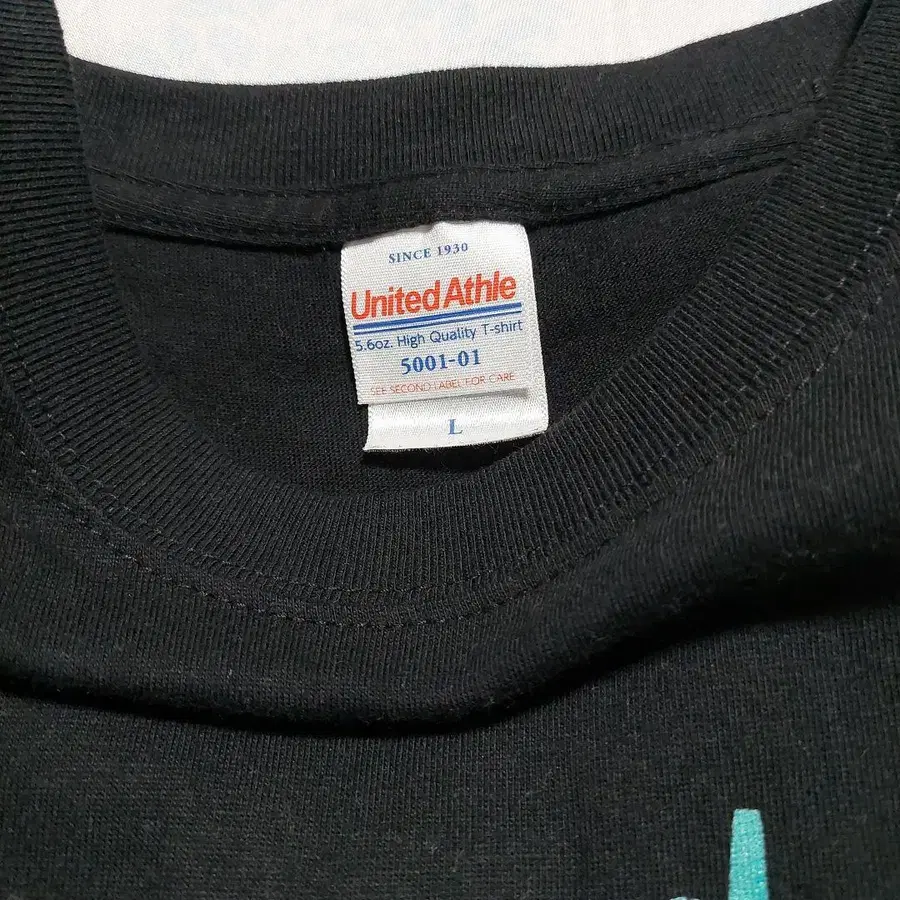 SINCE 1930
United Athle
5.6oz. High Quality T-shirt
5001-01
SEE SECOND LABEL FOR CARE
L